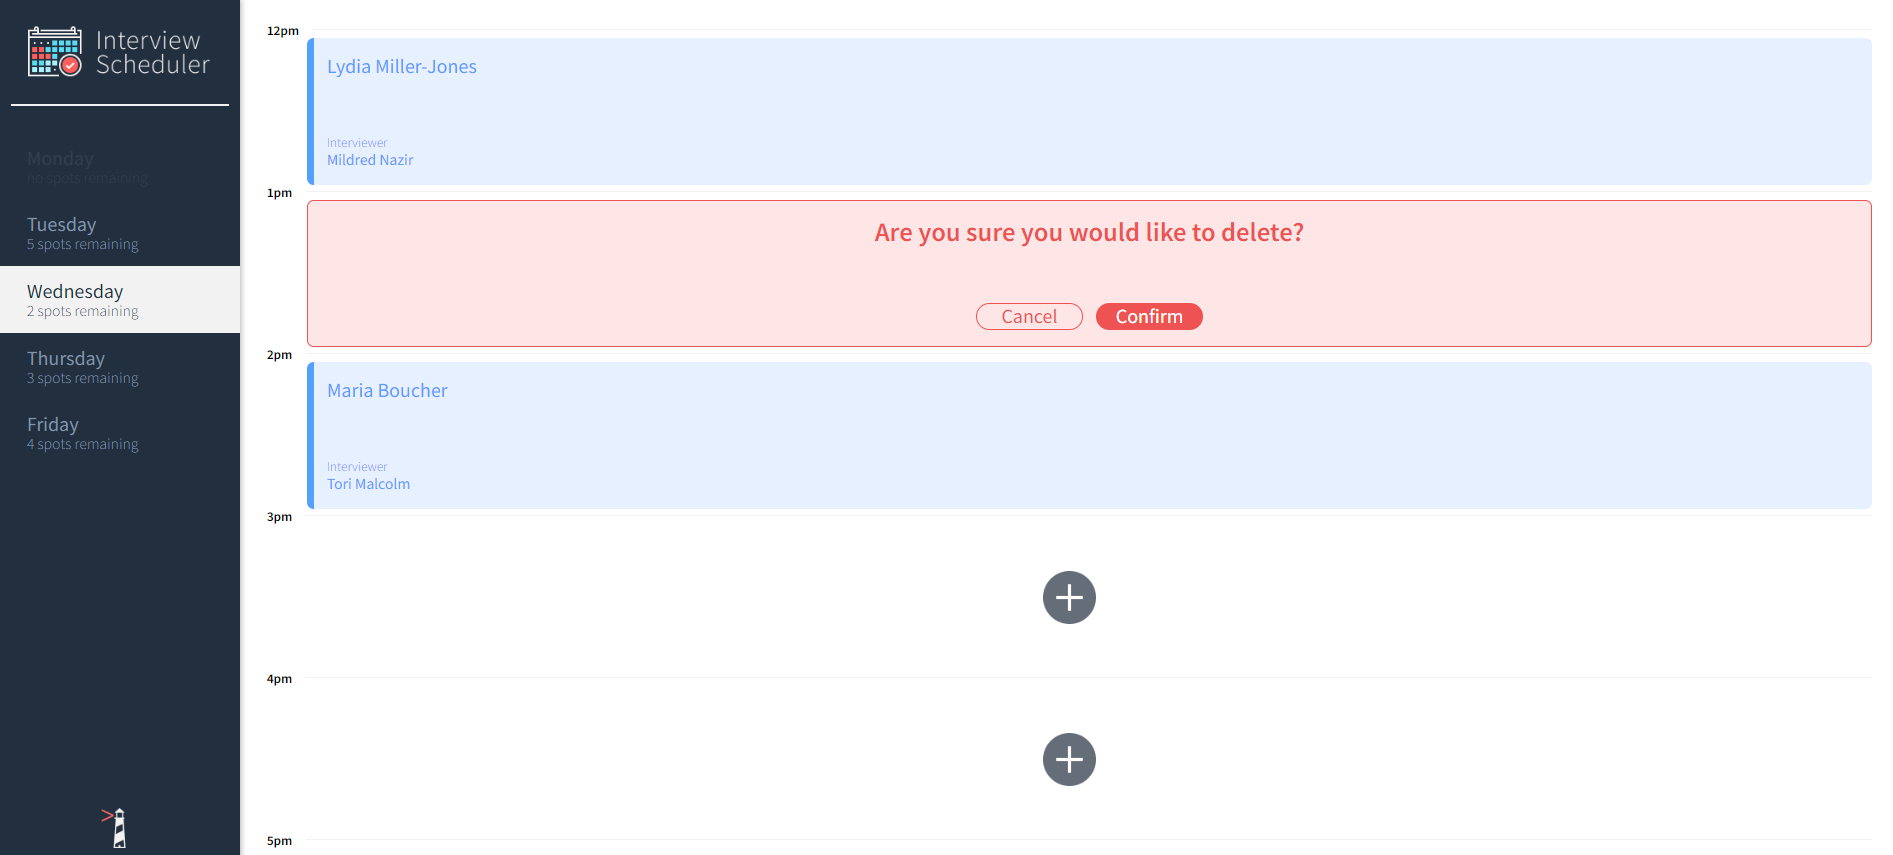 Interview
Scheduler
Monday
no spots remaining
Tuesday
5 spots remaining
Wednesday
2 spots remaining
Thursday
3 spots remaining
Friday
4 spots remaining
12pm
Lydia Miller-Jones
Interviewer
Mildred Nazir
1pm
Are you sure you would like to delete?
Cancel Confirm
2pm
Maria Boucher
Interviewer
Tori Malcolm
3pm
4pm
5pm